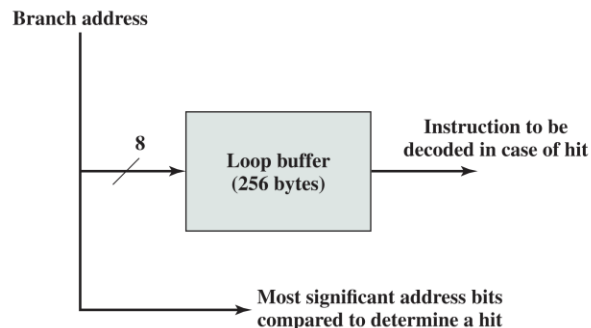 Branch address
8
Loop buffer
(256 bytes)
Instruction to be
decoded in case of hit
Most significant address bits
compared to determine a hit